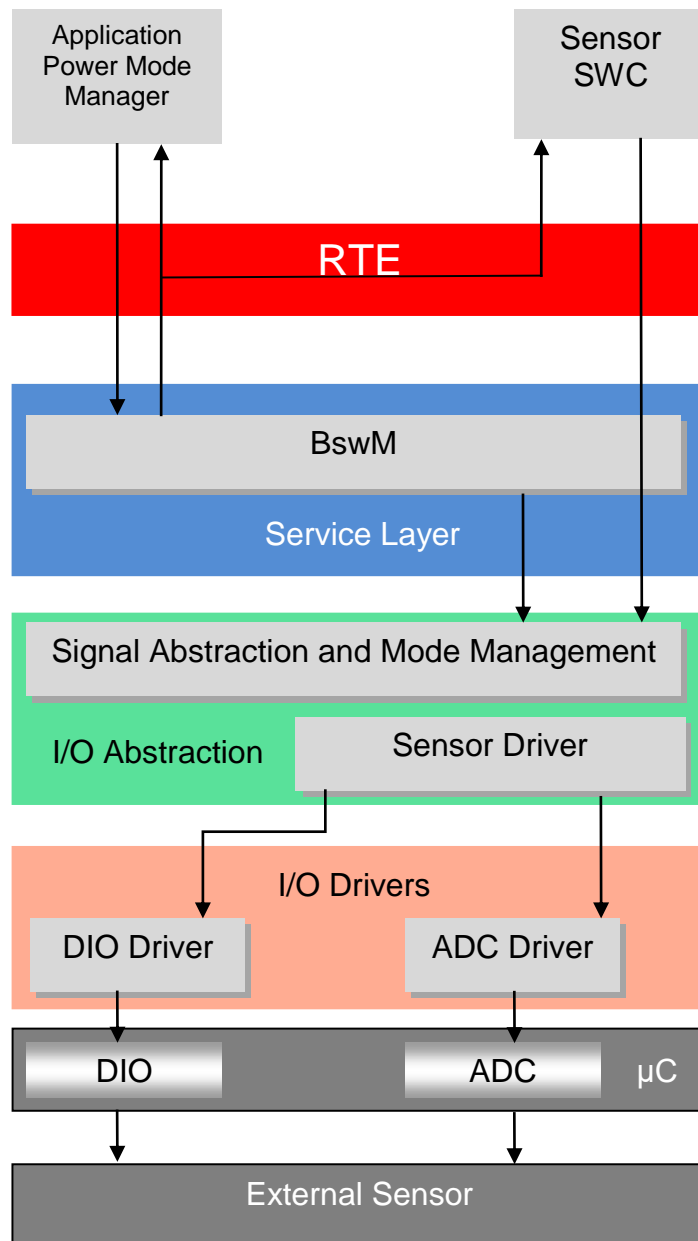 Application
Power Mode
Manager
Sensor
SWC
RTE
BswM
Service Layer
Signal Abstraction and Mode Management
I/O Abstraction
Sensor Driver
I/O Drivers
DIO Driver
ADC Driver
DIO
ADC
µC
External Sensor